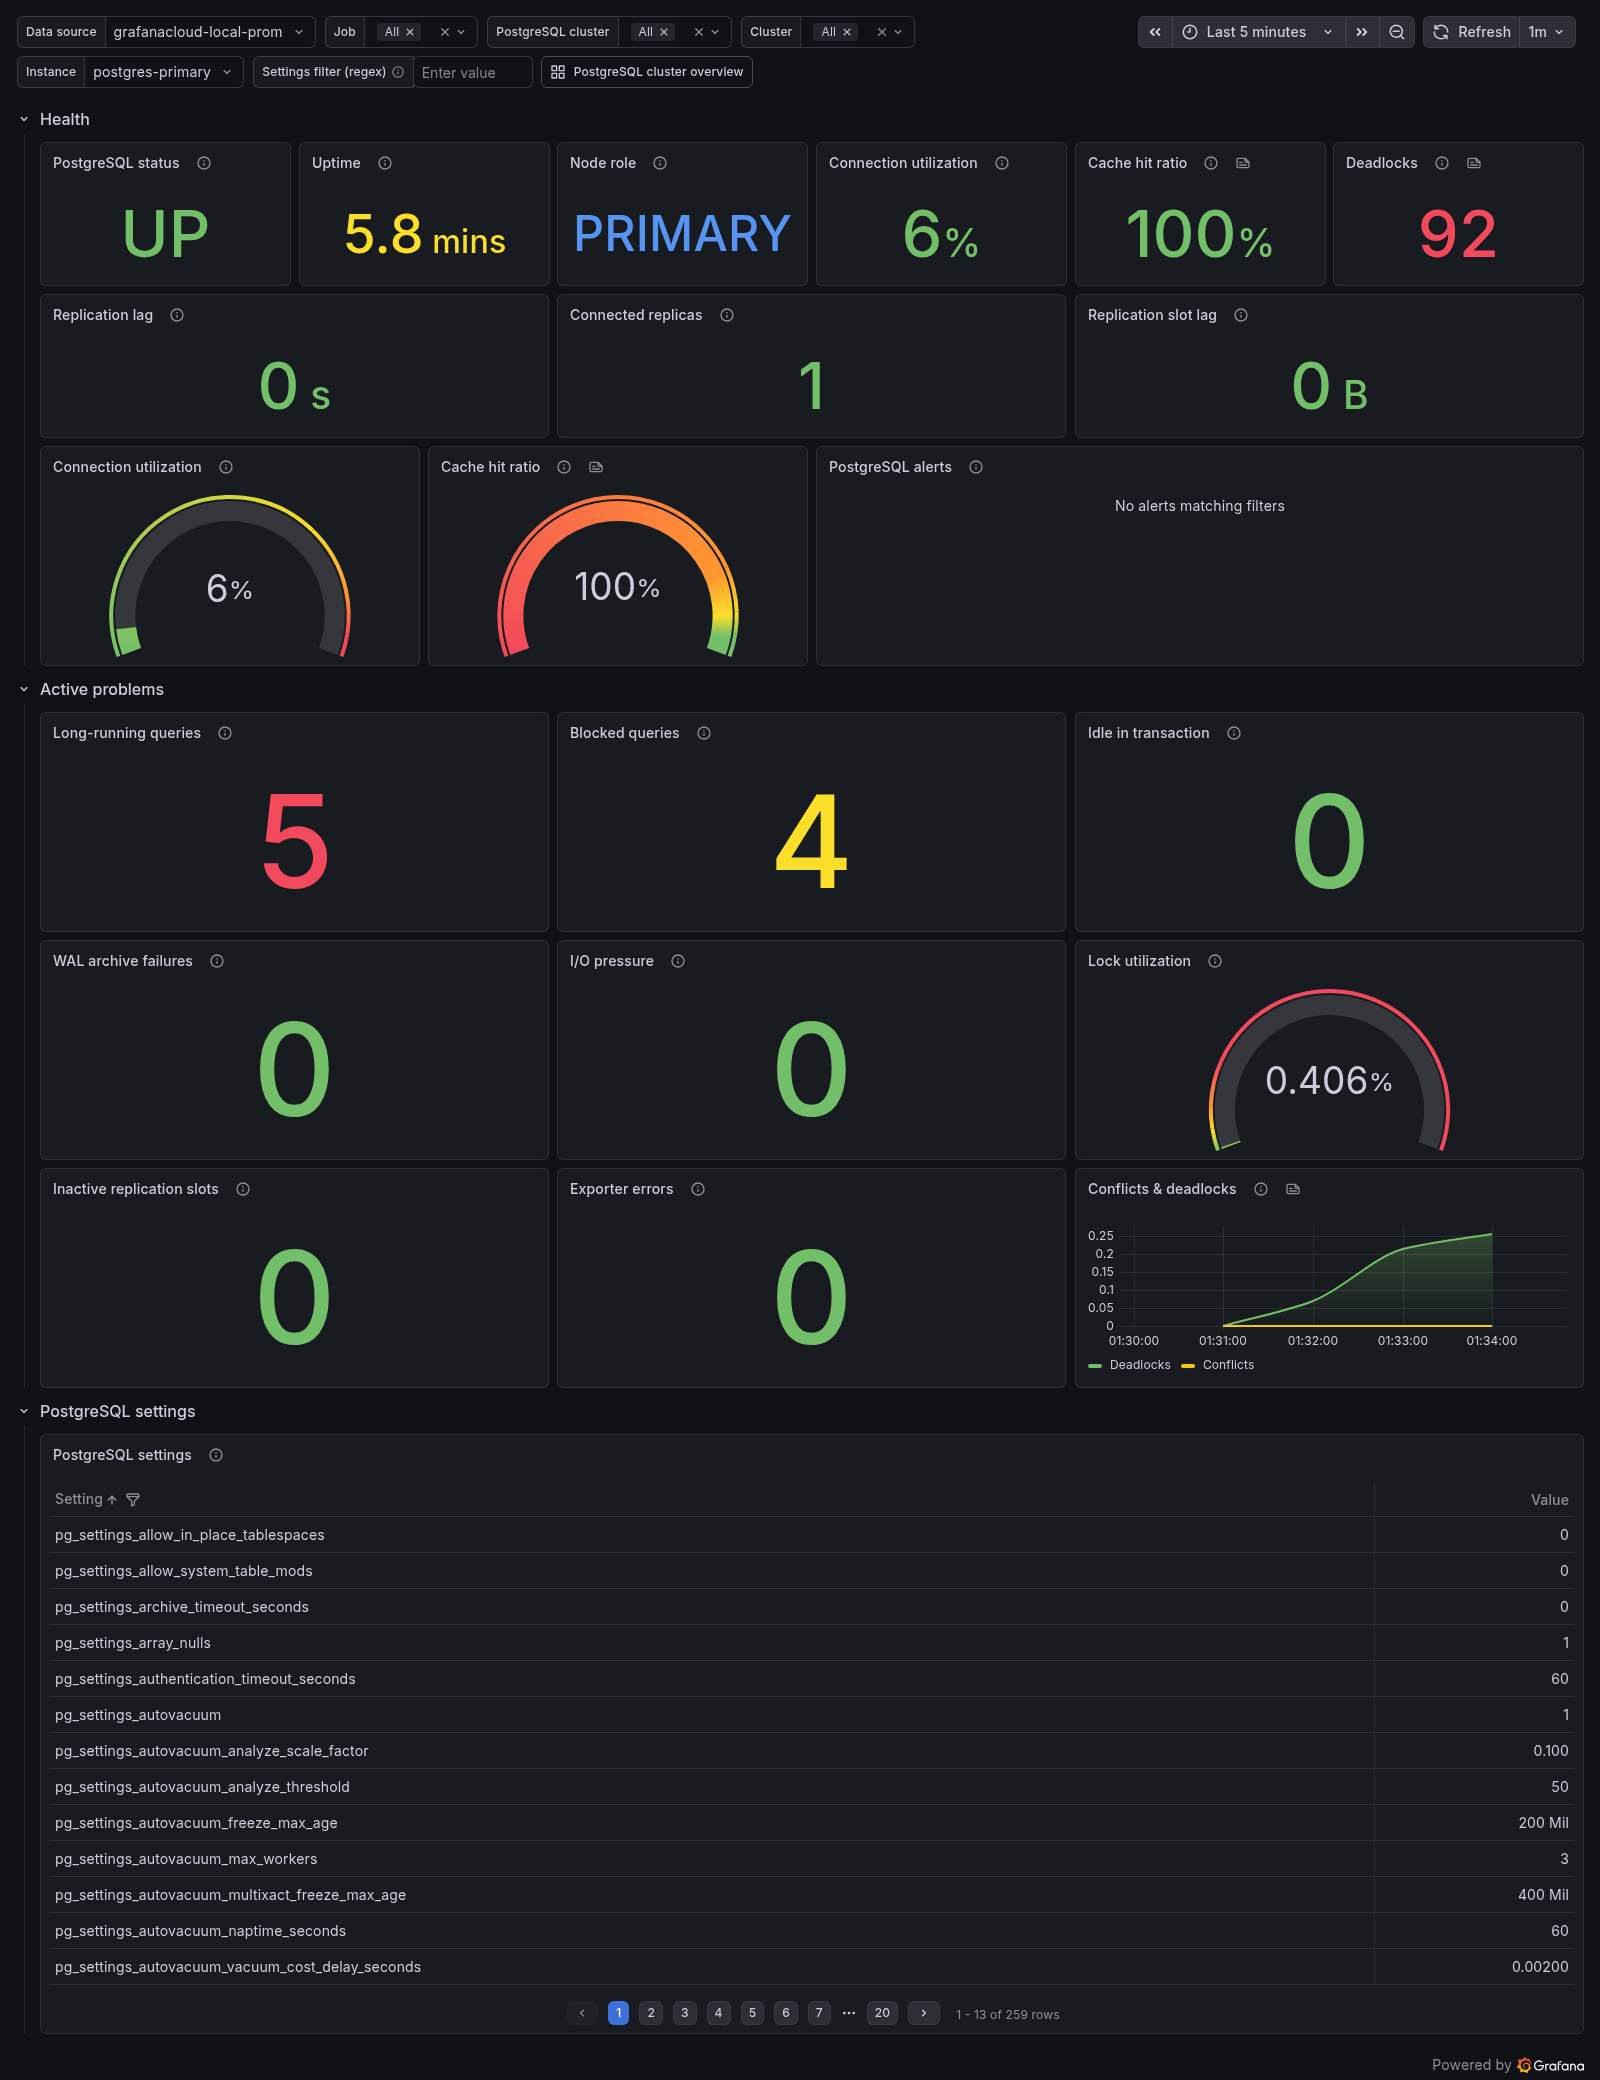 Data source grafanacloud-local-prom Job All PostgreSQL cluster All Cluster All Last 5 minutes Refresh 1m
Instance postgres-primary Settings filter (regex) Enter value PostgreSQL cluster overview
Health
PostgreSQL status Uptime Node role Connection utilization Cache hit ratio Deadlocks
UP 5.8 mins PRIMARY 6% 100% 92
Replication lag Connected replicas Replication slot lag
0 s 1 0 B
Connection utilization Cache hit ratio PostgreSQL alerts
No alerts matching filters
6% 100%
Active problems
Long-running queries Blocked queries Idle in transaction
5 4 0
WAL archive failures I/O pressure Lock utilization
0 0 0.406%
Inactive replication slots Exporter errors Conflicts & deadlocks
0 0
0.25
0.2
0.15
0.1
0.05
0
01:30:00 01:31:00 01:32:00 01:33:00 01:34:00
Deadlocks Conflicts
PostgreSQL settings
PostgreSQL settings
Setting Value
pg_settings_allow_in_place_tablespaces 0
pg_settings_allow_system_table_mods 0
pg_settings_archive_timeout_seconds 0
pg_settings_array_nulls 1
pg_settings_authentication_timeout_seconds 60
pg_settings_autovacuum 1
pg_settings_autovacuum_analyze_scale_factor 0.100
pg_settings_autovacuum_analyze_threshold 50
pg_settings_autovacuum_freeze_max_age 200 Mil
pg_settings_autovacuum_max_workers 3
pg_settings_autovacuum_multixact_freeze_max_age 400 Mil
pg_settings_autovacuum_naptime_seconds 60
pg_settings_autovacuum_vacuum_cost_delay_seconds 0.00200
1 2 3 4 5 6 7 ··· 20 1 - 13 of 259 rows
Powered by Grafana